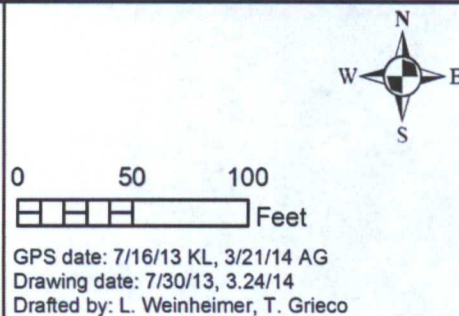 N
W E
S
0 50 100
Feet
GPS date: 7/16/13 KL, 3/21/14 AG
Drawing date: 7/30/13, 3.24/14
Drafted by: L. Weinheimer, T. Grieco